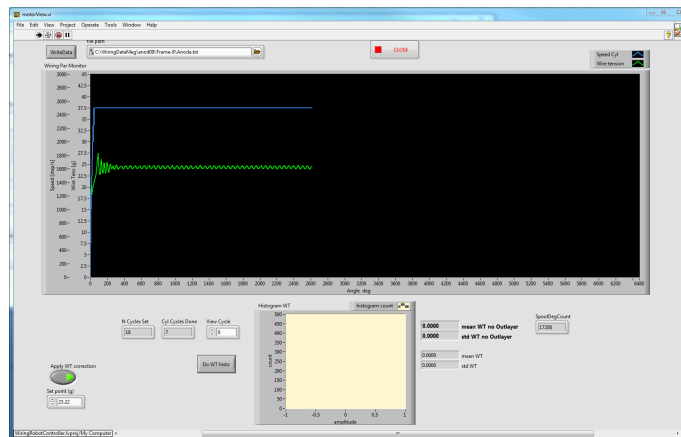 motorView.vi
File Edit View Project Operate Tools Window Help
file path
WriteData
C:\WiringDataMeg\anod09\Frame-8\Anode.txt
CLOSE
Speed Cyl
Wire tension
Wiring Par Monitor
3000 2800 2600 2400 2200 2000 1800 1600 1400 1200 1000 800 600 400 200 0
Speed [step/s]
45 42.5 40 37.5 35 32.5 30 27.5 25 22.5 20 17.5 15 12.5 10 7.5 5 2.5 0
Wire Tens [g]
0 200 400 600 800 1000 1200 1400 1600 1800 2000 2200 2400 2600 2800 3000 3200 3400 3600 3800 4000 4200 4400 4600 4800 5000 5200 5400 5600 5800 6000 6200 6480
Angle deg
Histogram WT
histogram count
N Cycles Set
18
Cyl Cycles Done
7
View Cycle
0
Do WT histo
500 450 400 350 300 250 200 150 100 50 0
count
-1 -0.5 0 0.5 1
amplitude
0.0000 mean WT no Outlayer
0.0000 std WT no Outlayer
0.0000 mean WT
0.0000 std WT
SpoolDegCount
17208
Apply WT correction
Set point (g)
23.22
WiringRobotController.lvproj/My Computer